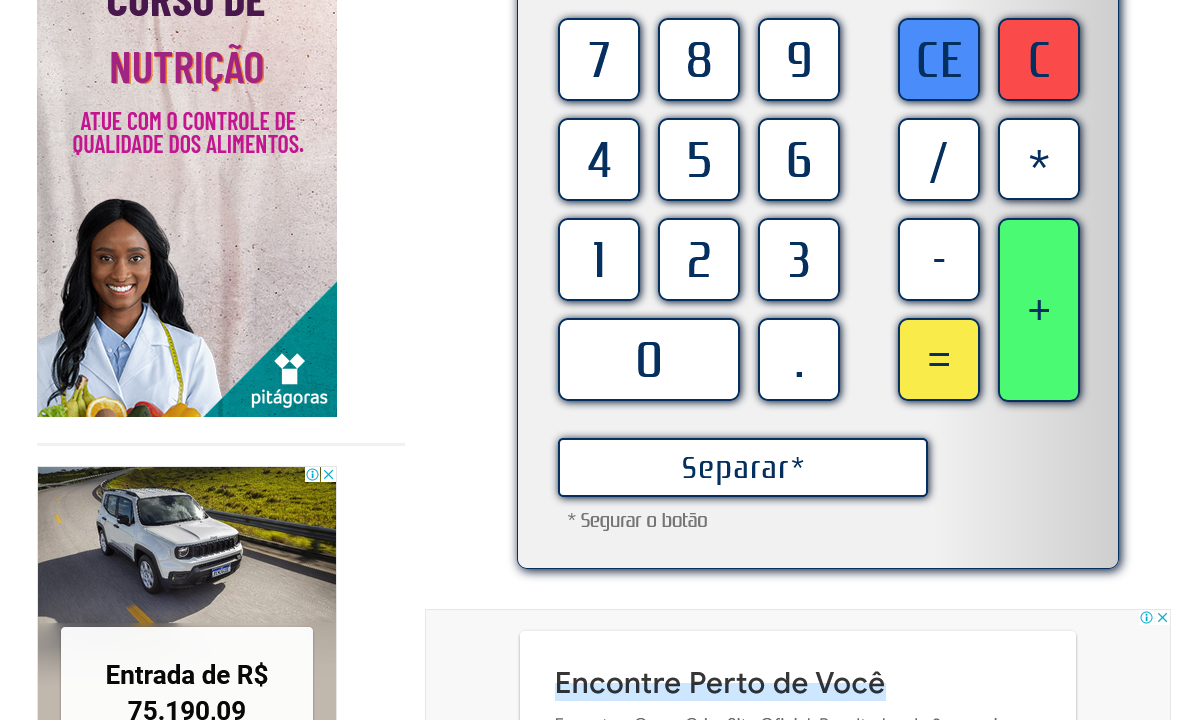 CURSO DE
NUTRIÇÃO
ATUE COM O CONTROLE DE
QUALIDADE DOS ALIMENTOS.
pitágoras
7 8 9 CE C
4 5 6 / *
1 2 3 -
+
0 . =
Separar*
* Segurar o botão
Entrada de R$
75.190,09
Encontre Perto de Você